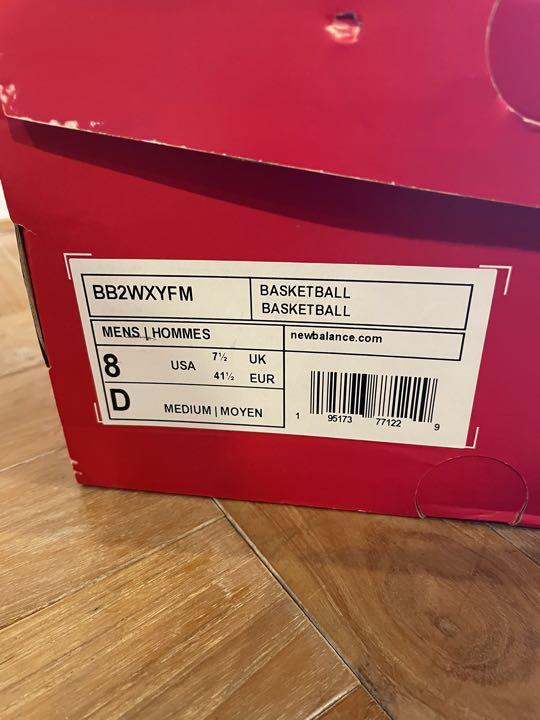 BB2WXYFM
BASKETBALL
BASKETBALL
MENS | HOMMES
newbalance.com
8 USA 7½ UK
41½ EUR
D MEDIUM | MOYEN
1 95173 77122 9